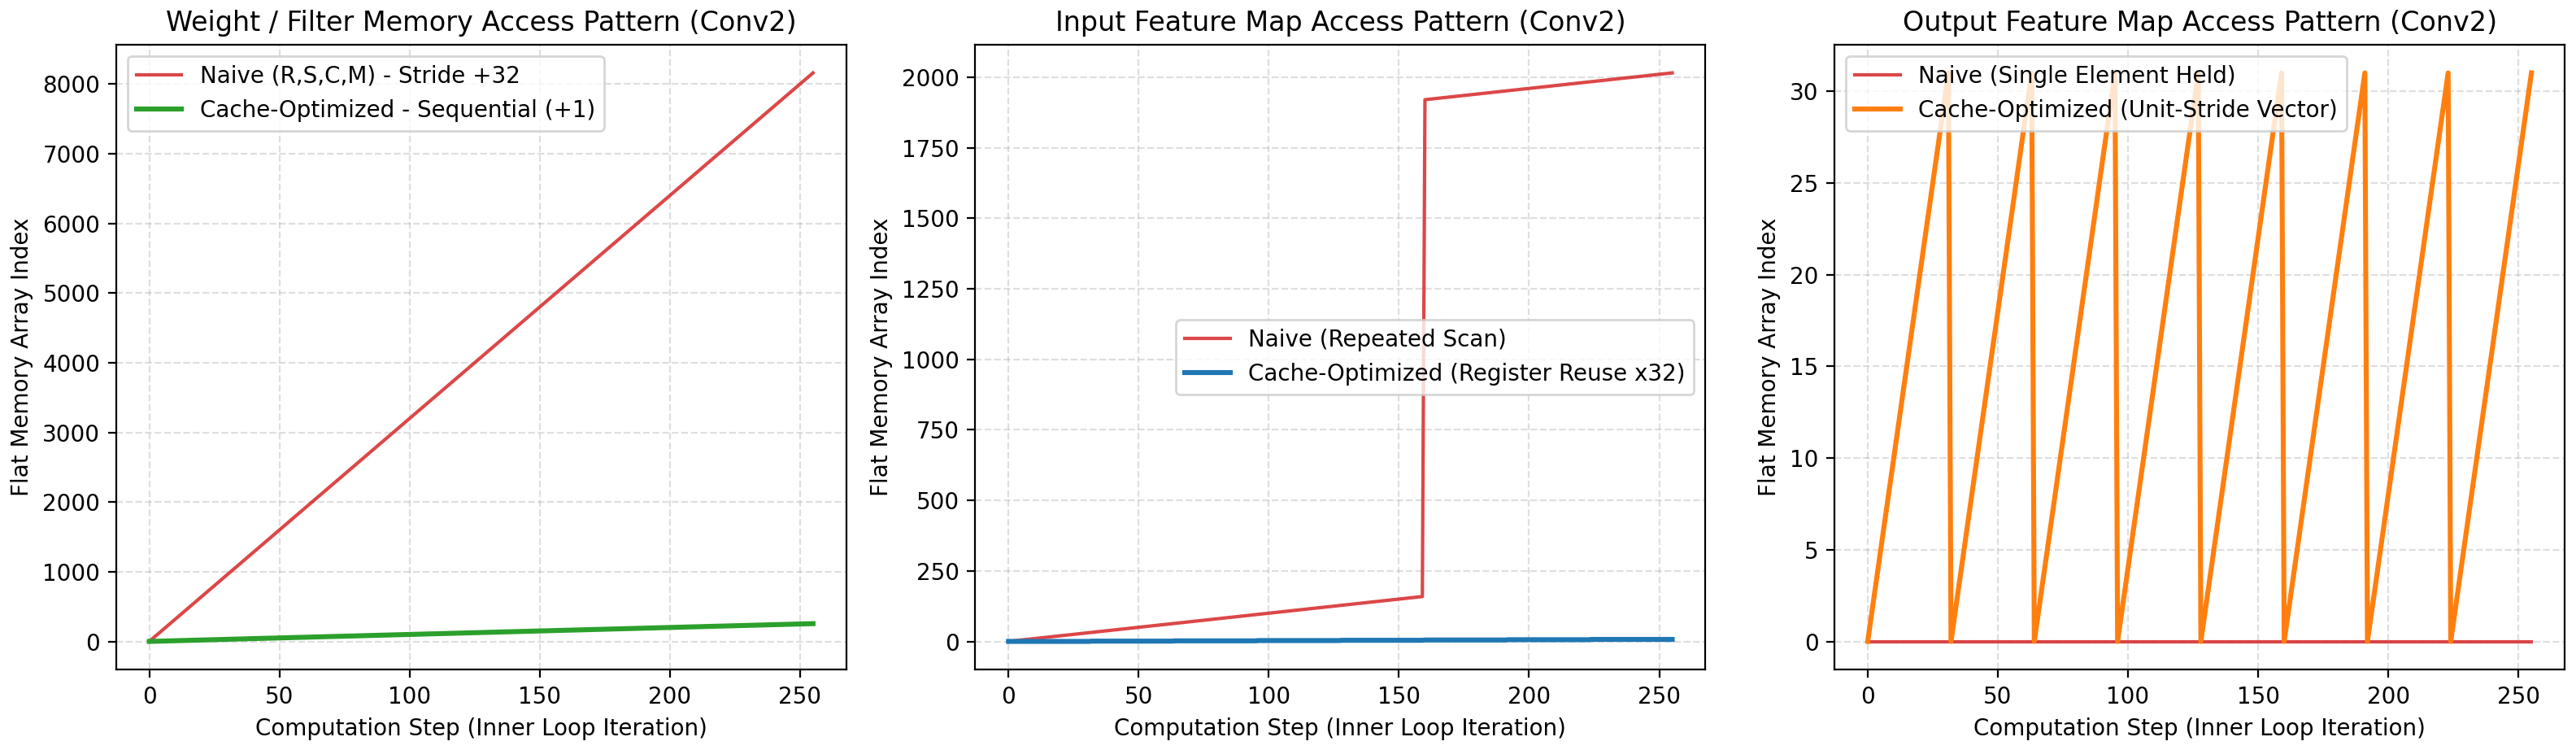 Weight / Filter Memory Access Pattern (Conv2)
Naive (R,S,C,M) - Stride +32
Cache-Optimized - Sequential (+1)
Flat Memory Array Index
8000
7000
6000
5000
4000
3000
2000
1000
0
0 50 100 150 200 250
Computation Step (Inner Loop Iteration)
Input Feature Map Access Pattern (Conv2)
Naive (Repeated Scan)
Cache-Optimized (Register Reuse x32)
Flat Memory Array Index
2000
1750
1500
1250
1000
750
500
250
0
0 50 100 150 200 250
Computation Step (Inner Loop Iteration)
Output Feature Map Access Pattern (Conv2)
Naive (Single Element Held)
Cache-Optimized (Unit-Stride Vector)
Flat Memory Array Index
30
25
20
15
10
5
0
0 50 100 150 200 250
Computation Step (Inner Loop Iteration)